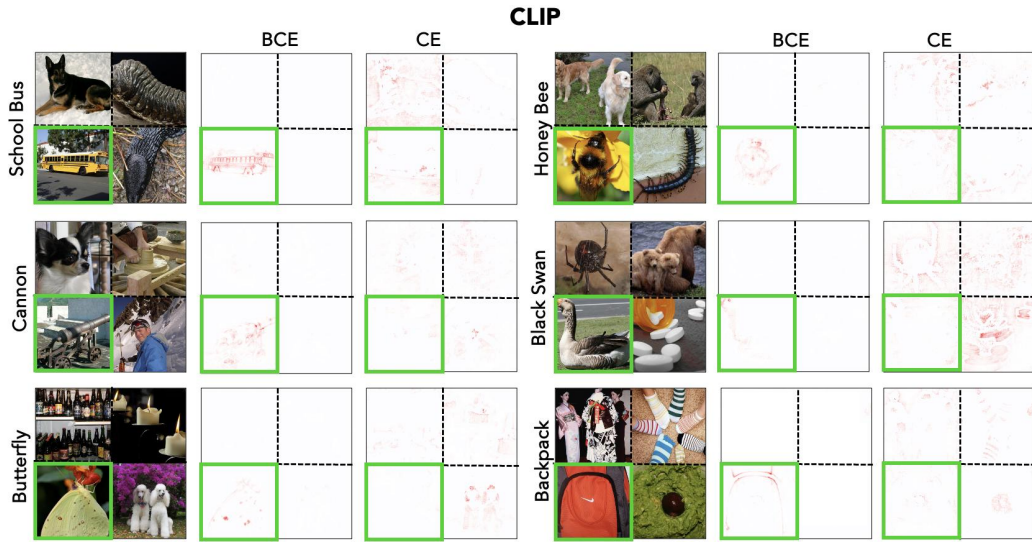 CLIP
BCE
CE
BCE
CE
School Bus
Honey Bee
Cannon
Black Swan
Butterfly
Backpack